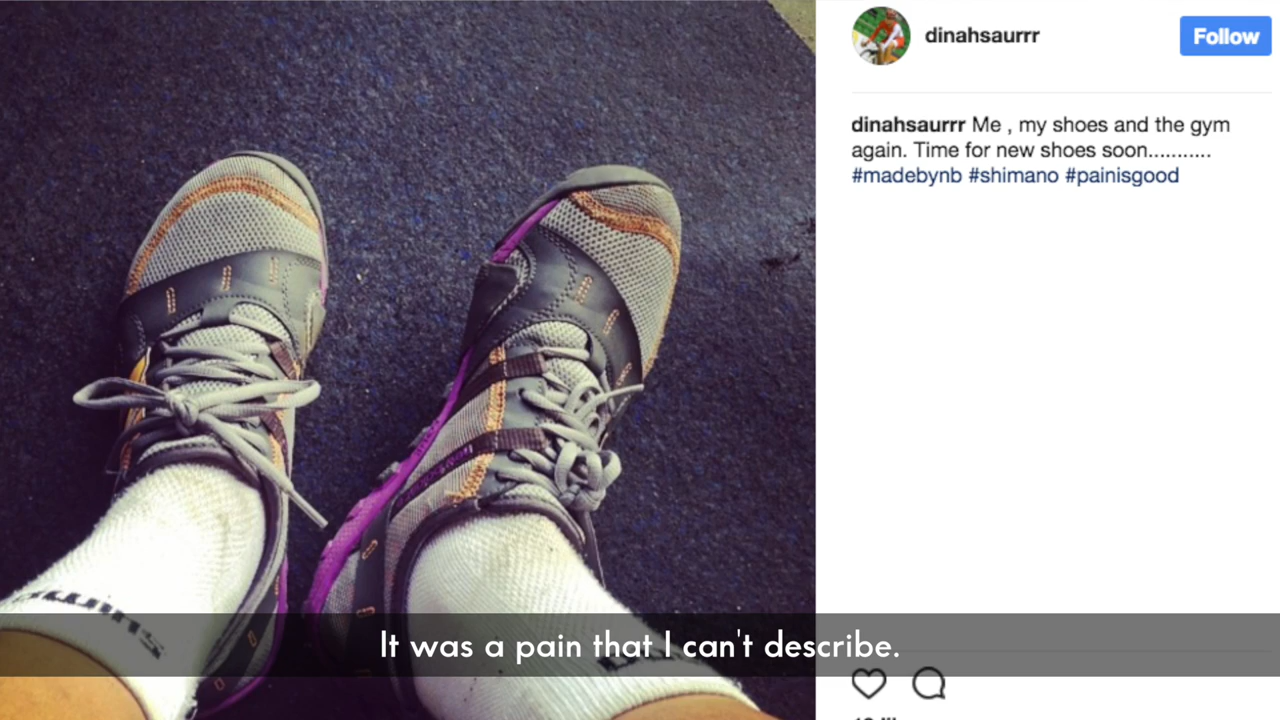 dinahsaurrr
Follow
dinahsaurrr Me , my shoes and the gym
again. Time for new shoes soon...........
#madebynb #shimano #painisgood
It was a pain that I can't describe.